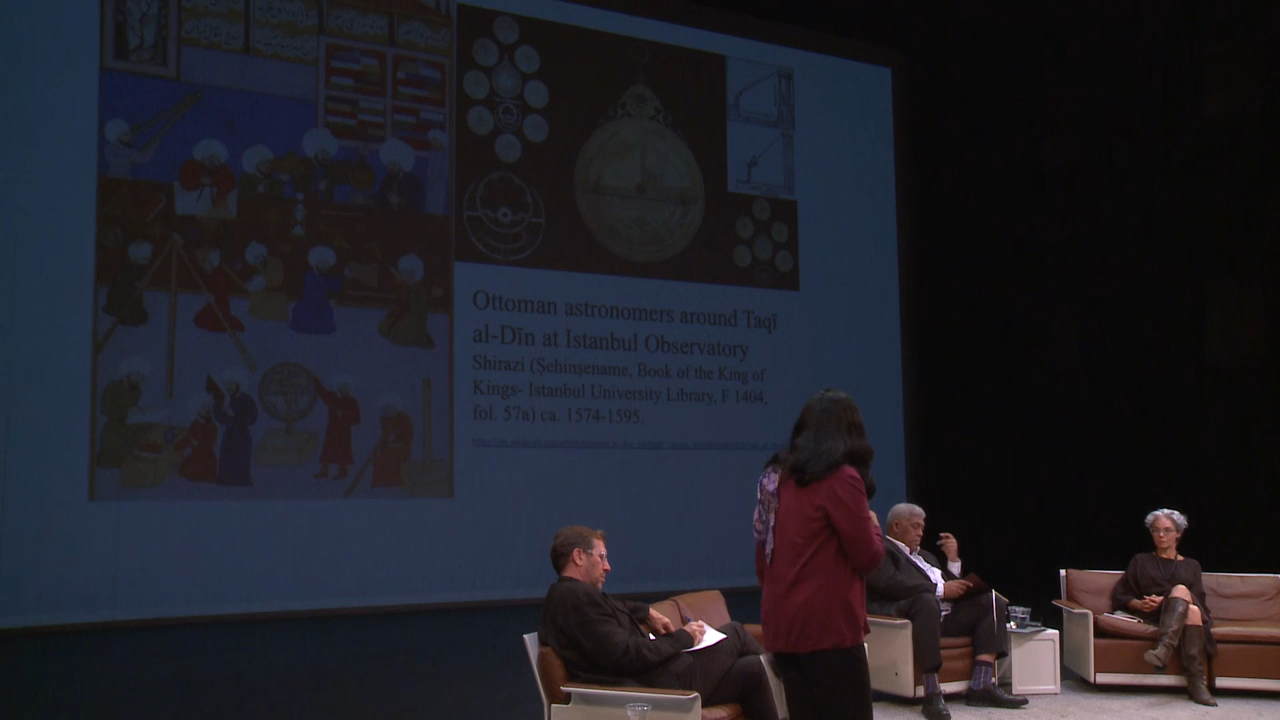 Ottoman astronomers around Taqī
al-Dīn at Istanbul Observatory
Shirazi (Şehinşename, Book of the King of
Kings- Istanbul University Library, F 1404,
fol. 57a) ca. 1574-1595.